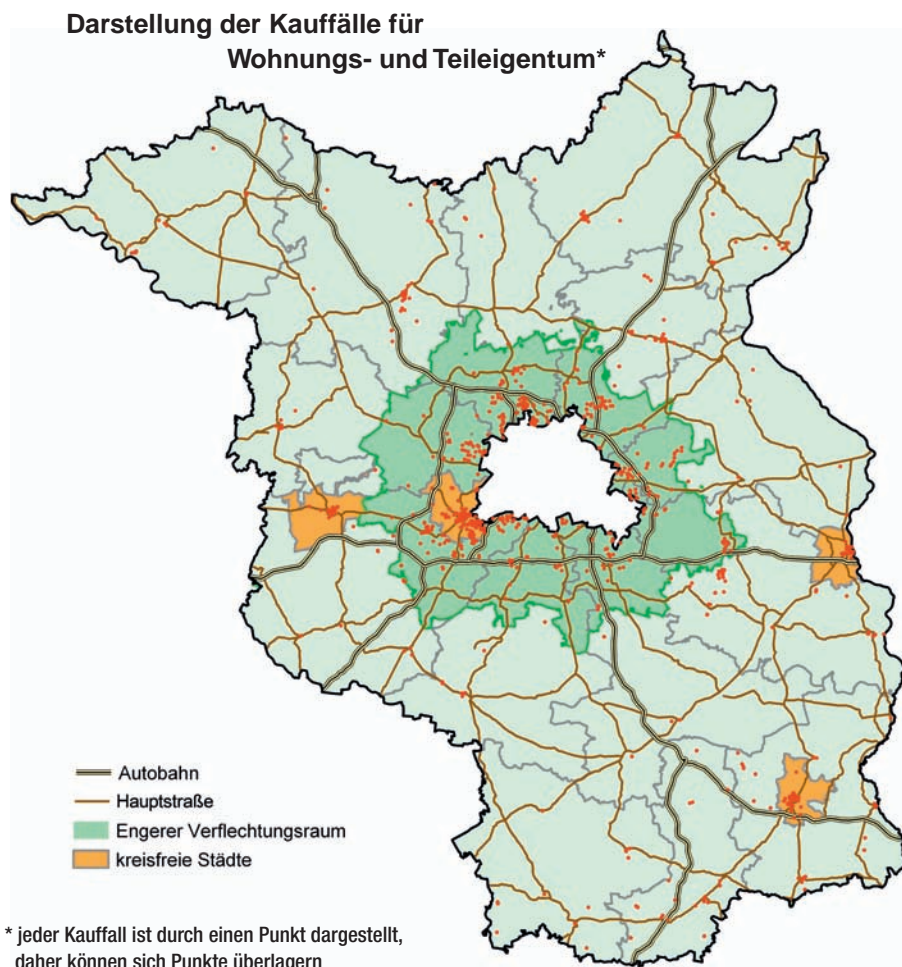 Darstellung der Kauffälle für
Wohnungs- und Teileigentum*
Autobahn
Hauptstraße
Engerer Verflechtungsraum
kreisfreie Städte
* jeder Kauffall ist durch einen Punkt dargestellt,
daher können sich Punkte überlagern